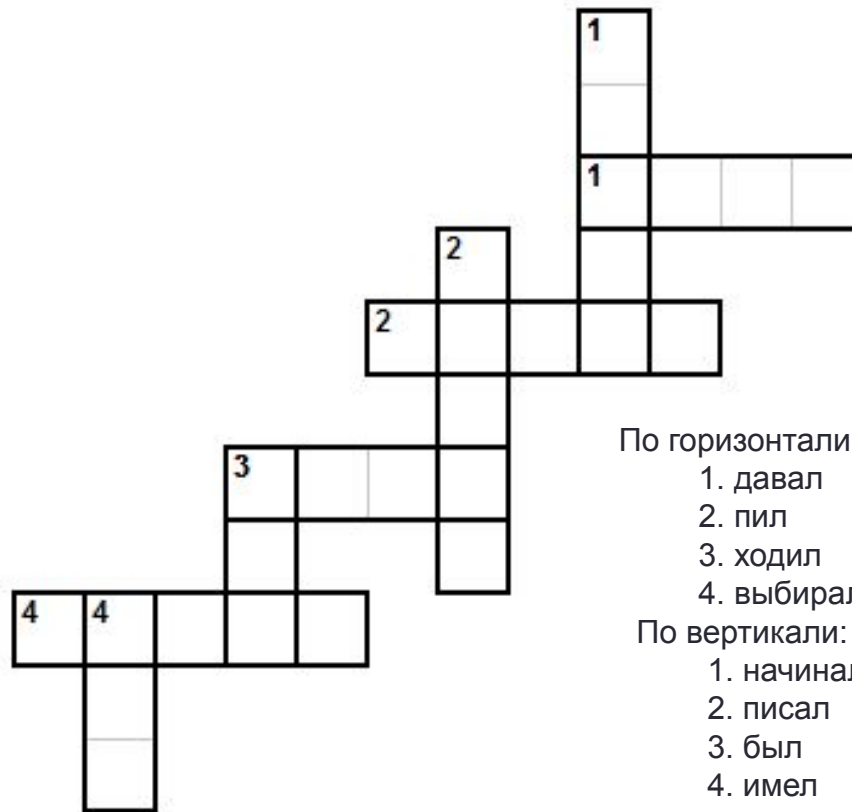 1
1
2
2
3
4 4
По горизонтали
1. давал
2. пил
3. ходил
4. выбирал
По вертикали:
1. начинал
2. писал
3. был
4. имел